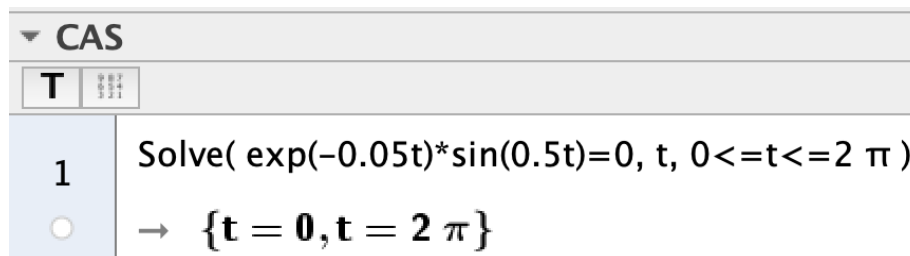 CAS
T
1
Solve( exp(-0.05t)*sin(0.5t)=0, t, 0<=t<=2 π )
→ {t = 0, t = 2 π}